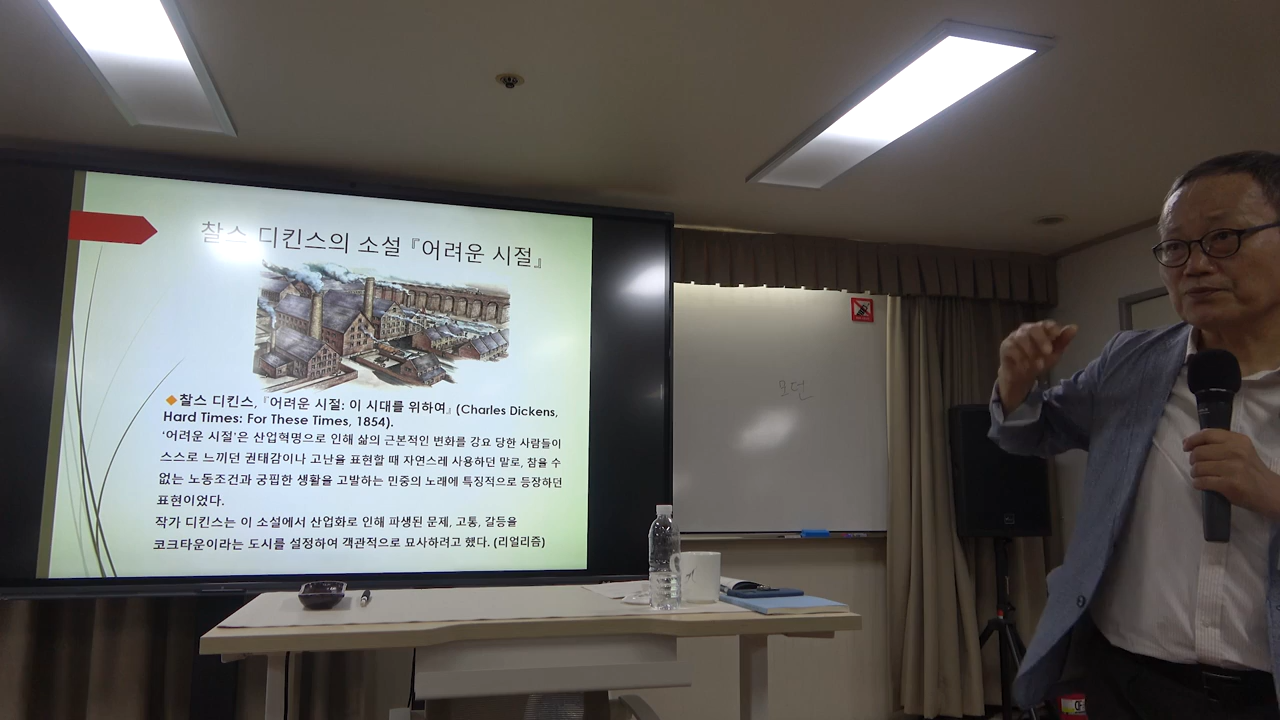 찰스 디킨스의 소설 『어려운 시절』
찰스 디킨스, 『어려운 시절: 이 시대를 위하여』 (Charles Dickens,
Hard Times: For These Times, 1854).
‘어려운 시절’은 산업혁명으로 인해 삶의 근본적인 변화를 강요 당한 사람들이
스스로 느끼던 권태감이나 고난을 표현할 때 자연스레 사용하던 말로, 참을 수
없는 노동조건과 궁핍한 생활을 고발하는 민중의 노래에 특징적으로 등장하던
표현이었다.
작가 디킨스는 이 소설에서 산업화로 인해 파생된 문제, 고통, 갈등을
코크타운이라는 도시를 설정하여 객관적으로 묘사하려고 했다. (리얼리즘)
모던